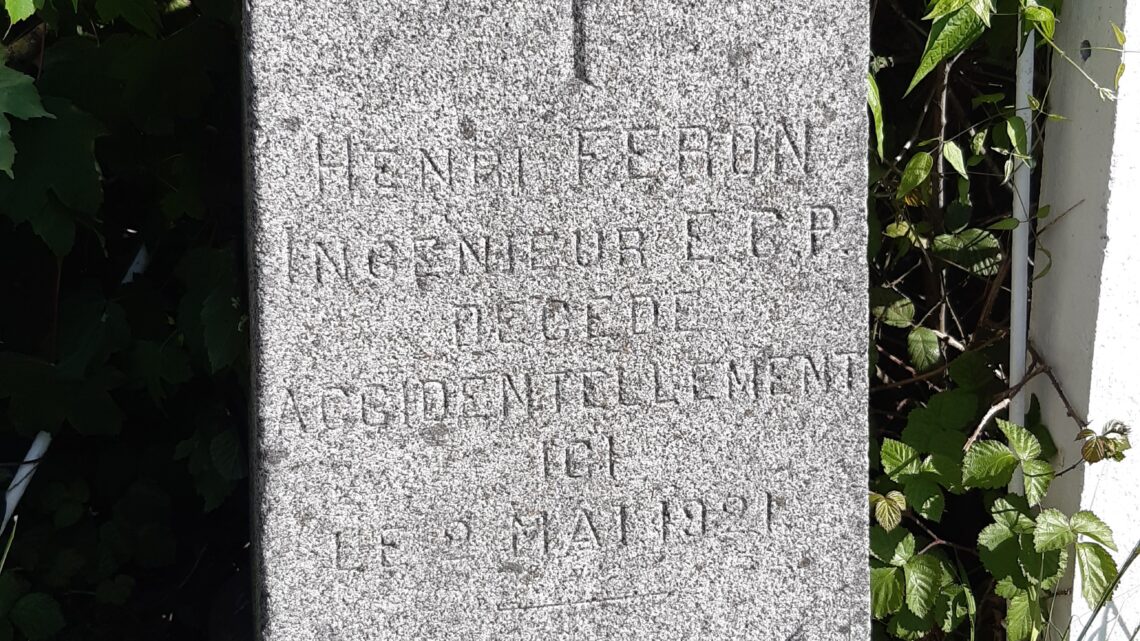 HENRI FERON
INGENIEUR E.C.P.
DECEDE
ACCIDENTELLEMENT
ICI
LE 2 MAI 1921